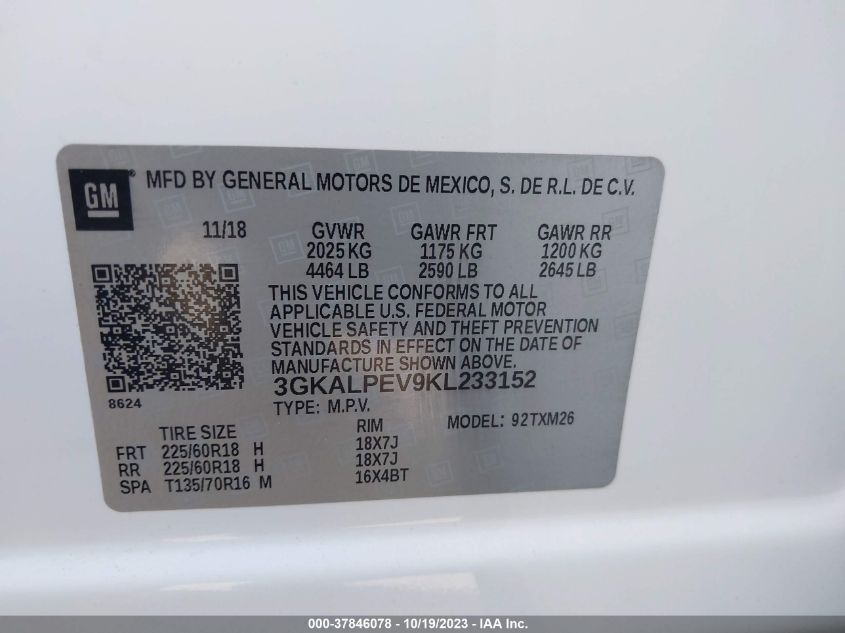 GM ® MFD BY GENERAL MOTORS DE MEXICO, S. DE R.L. DE C.V.
11/18 GVWR GAWR FRT GAWR RR
2025 KG 1175 KG 1200 KG
4464 LB 2590 LB 2645 LB
THIS VEHICLE CONFORMS TO ALL
APPLICABLE U.S. FEDERAL MOTOR
VEHICLE SAFETY AND THEFT PREVENTION
STANDARDS IN EFFECT ON THE DATE OF
MANUFACTURE SHOWN ABOVE.
3GKALPEV9KL233152
8624
TYPE: M.P.V. MODEL: 92TXM26
TIRE SIZE RIM
FRT 225/60R18 H 18X7J
RR 225/60R18 H 18X7J
SPA T135/70R16 M 16X4BT
000-37846078 - 10/19/2023 - IAA Inc.